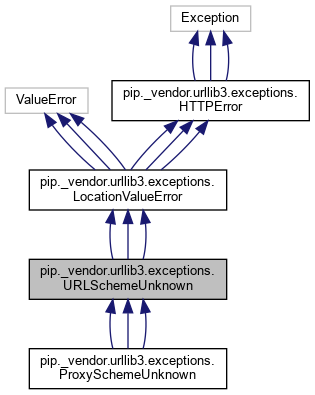 Exception
pip._vendor.urllib3.exceptions.
HTTPError
ValueError
pip._vendor.urllib3.exceptions.
LocationValueError
pip._vendor.urllib3.exceptions.
URLSchemeUnknown
pip._vendor.urllib3.exceptions.
ProxySchemeUnknown